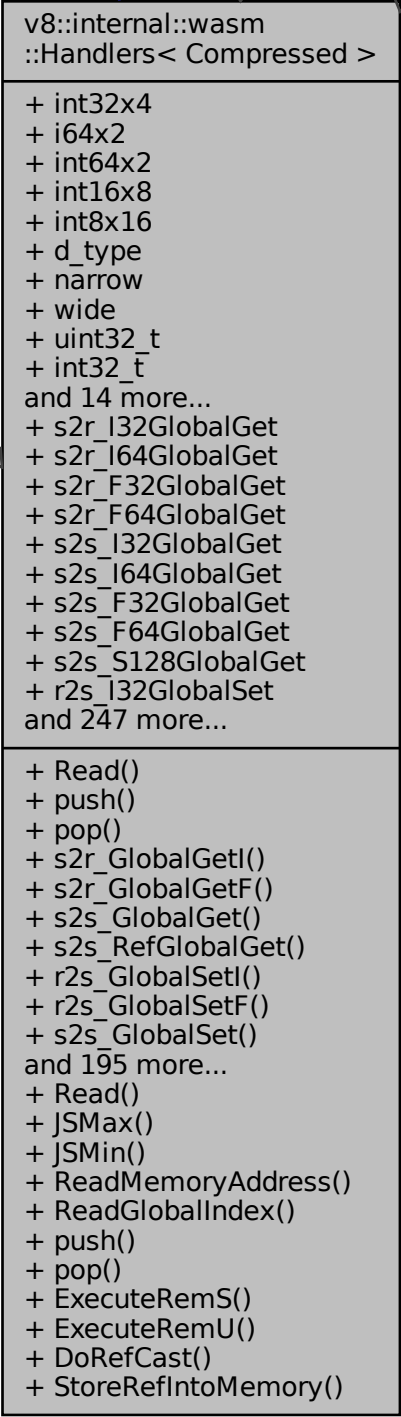 v8::internal::wasm
::Handlers< Compressed >
+ int32x4
+ i64x2
+ int64x2
+ int16x8
+ int8x16
+ d_type
+ narrow
+ wide
+ uint32_t
+ int32_t
and 14 more...
+ s2r_I32GlobalGet
+ s2r_I64GlobalGet
+ s2r_F32GlobalGet
+ s2r_F64GlobalGet
+ s2s_I32GlobalGet
+ s2s_I64GlobalGet
+ s2s_F32GlobalGet
+ s2s_F64GlobalGet
+ s2s_S128GlobalGet
+ r2s_I32GlobalSet
and 247 more...
+ Read()
+ push()
+ pop()
+ s2r_GlobalGetI()
+ s2r_GlobalGetF()
+ s2s_GlobalGet()
+ s2s_RefGlobalGet()
+ r2s_GlobalSetI()
+ r2s_GlobalSetF()
+ s2s_GlobalSet()
and 195 more...
+ Read()
+ JSMax()
+ JSMin()
+ ReadMemoryAddress()
+ ReadGlobalIndex()
+ push()
+ pop()
+ ExecuteRemS()
+ ExecuteRemU()
+ DoRefCast()
+ StoreRefIntoMemory()